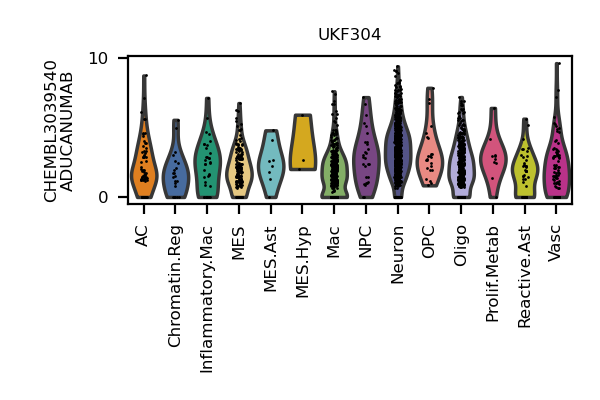 UKF304
CHEMBL3039540
ADUCANUMAB
10
0
AC
Chromatin.Reg
Inflammatory.Mac
MES
MES.Ast
MES.Hyp
Mac
NPC
Neuron
OPC
Oligo
Prolif.Metab
Reactive.Ast
Vasc